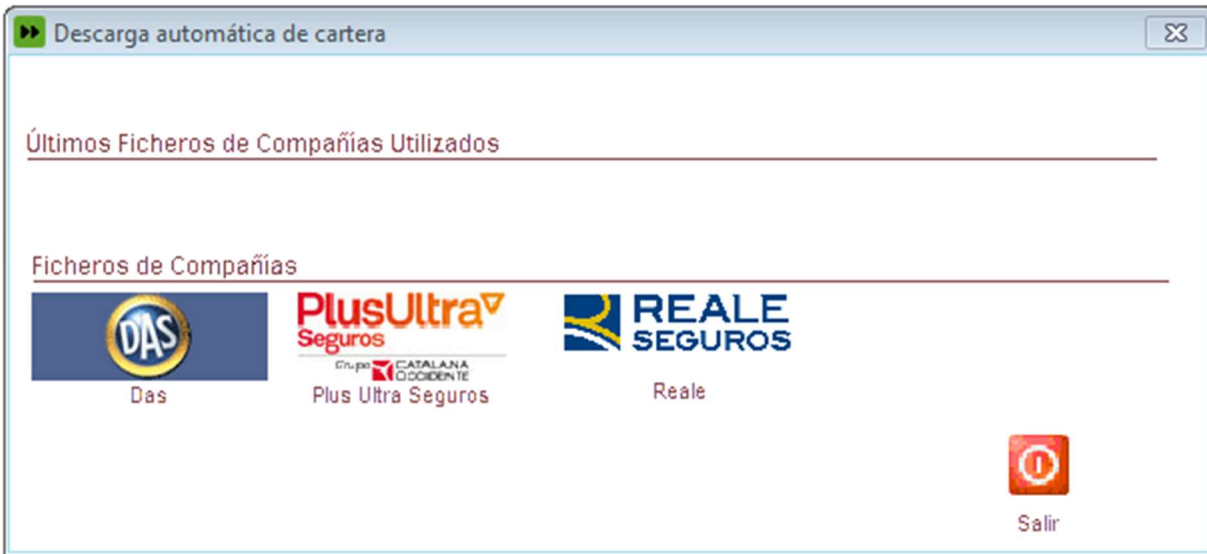 Descarga automática de cartera
Últimos Ficheros de Compañías Utilizados
Ficheros de Compañías
DAS
PlusUltra
Seguros
Grupo CATALANA
OCCIDENTE
REALE
SEGUROS
Das
Plus Ultra Seguros
Reale
Salir